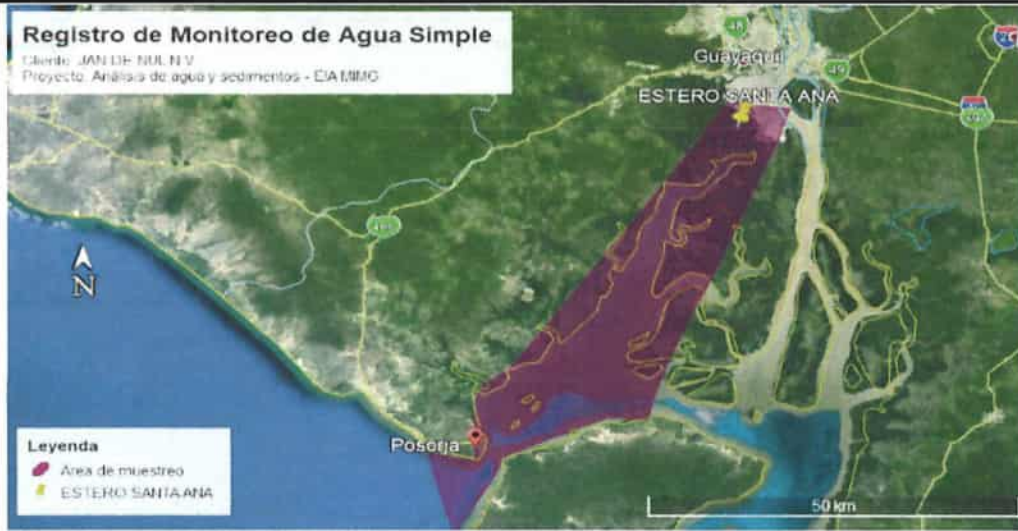 Registro de Monitoreo de Agua Simple
Cliente: JAN DE NUL N.V
Proyecto: Análisis de agua y sedimentos - EIA MIMG
48
Guayaquil
49
ESTERO SANTA ANA
N
Posorja
Leyenda
Area de muestreo
ESTERO SANTA ANA
50 km